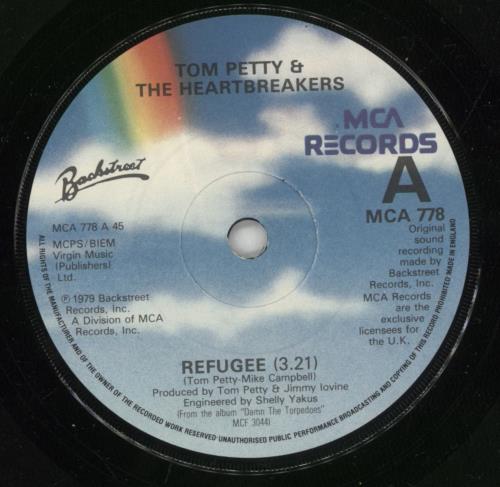 TOM PETTY &
THE HEARTBREAKERS
MCA
RECORDS
Backstreet
A
MCA 778 A 45
MCPS/BIEM
Virgin Music
(Publishers)
Ltd.
℗ 1979 Backstreet
Records, Inc.
A Division of MCA
Records, Inc.
MCA 778
Original
sound
recording
made by
Backstreet
Records, Inc.
MCA Records
are the
exclusive
licensees for
the U.K.
REFUGEE (3.21)
(Tom Petty-Mike Campbell)
Produced by Tom Petty & Jimmy Iovine
Engineered by Shelly Yakus
(From the album "Damn The Torpedoes"
MCF 3044)
ALL RIGHTS OF THE MANUFACTURER AND OF THE OWNER OF THE RECORDED WORK RESERVED·UNAUTHORISED PUBLIC PERFORMANCE BROADCASTING AND COPYING OF THIS RECORD PROHIBITED·MADE IN ENGLAND